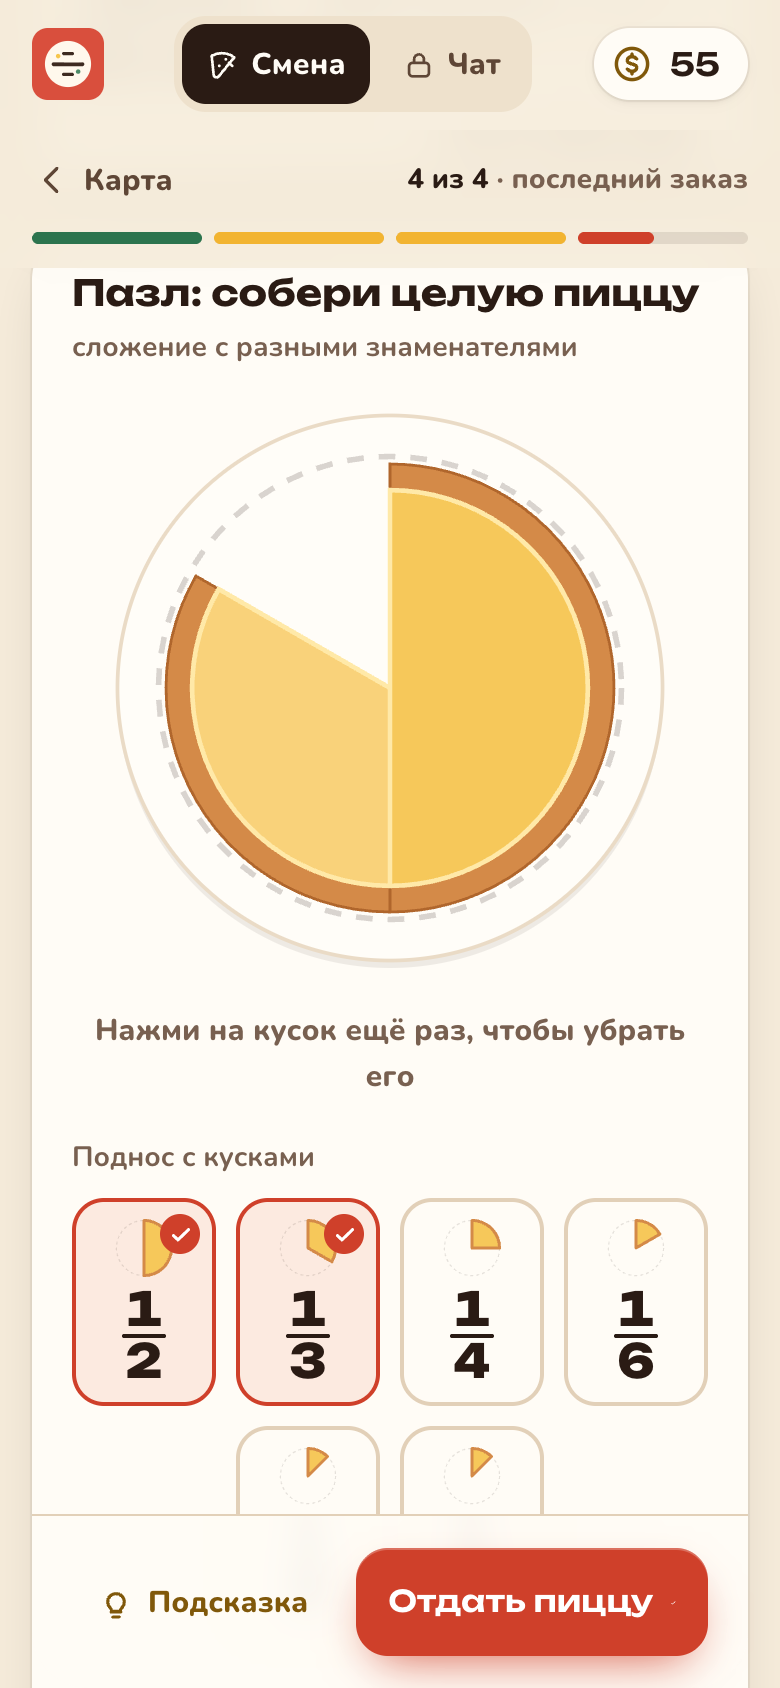 Смена
Чат
55
Карта
4 из 4 · последний заказ
Пазл: собери целую пиццу
сложение с разными знаменателями
Нажми на кусок ещё раз, чтобы убрать
его
Поднос с кусками
1/2 1/3 1/4 1/6
Подсказка
Отдать пиццу